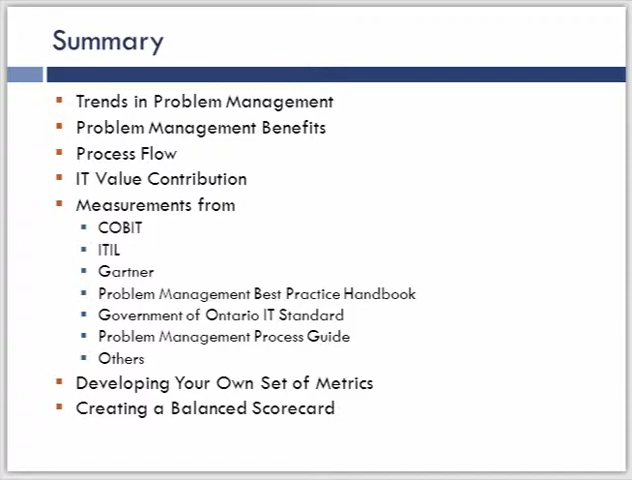 Summary
Trends in Problem Management
Problem Management Benefits
Process Flow
IT Value Contribution
Measurements from
COBIT
ITIL
Gartner
Problem Management Best Practice Handbook
Government of Ontario IT Standard
Problem Management Process Guide
Others
Developing Your Own Set of Metrics
Creating a Balanced Scorecard